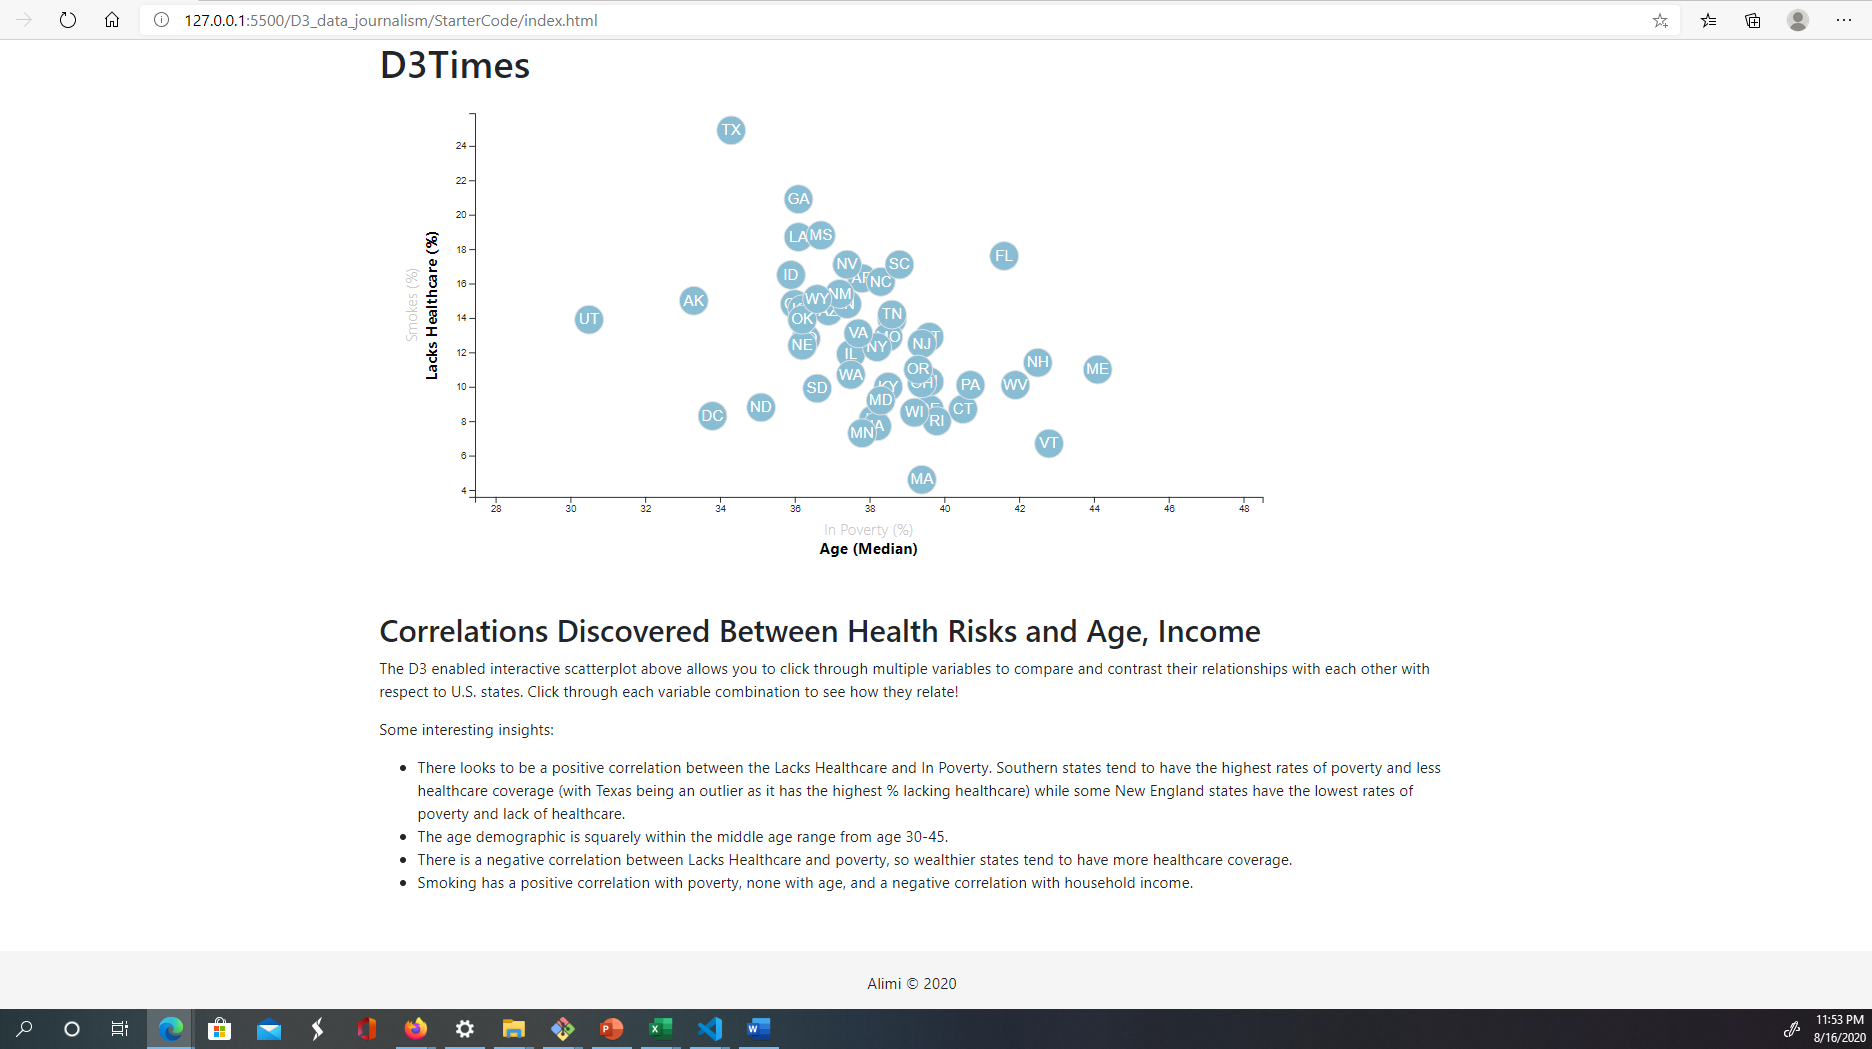 127.0.0.1:5500/D3_data_journalism/StarterCode/index.html
D3Times
24
22
20
18
16
14
12
10
8
6
4
28 30 32 34 36 38 40 42 44 46 48
Smokes (%)
Lacks Healthcare (%)
TX
GA
LA MS
FL
NV SC
ID NC
AK WY NM
UT OK TN
VA
NE NY NJ
IL
NH
OR ME
WA
SD KY PA WV
MD
ND WI CT
DC RI
MN
VT
MA
In Poverty (%)
Age (Median)
Correlations Discovered Between Health Risks and Age, Income
The D3 enabled interactive scatterplot above allows you to click through multiple variables to compare and contrast their relationships with each other with
respect to U.S. states. Click through each variable combination to see how they relate!
Some interesting insights:
There looks to be a positive correlation between the Lacks Healthcare and In Poverty. Southern states tend to have the highest rates of poverty and less
healthcare coverage (with Texas being an outlier as it has the highest % lacking healthcare) while some New England states have the lowest rates of
poverty and lack of healthcare.
The age demographic is squarely within the middle age range from age 30-45.
There is a negative correlation between Lacks Healthcare and poverty, so wealthier states tend to have more healthcare coverage.
Smoking has a positive correlation with poverty, none with age, and a negative correlation with household income.
Alimi © 2020
11:53 PM
8/16/2020